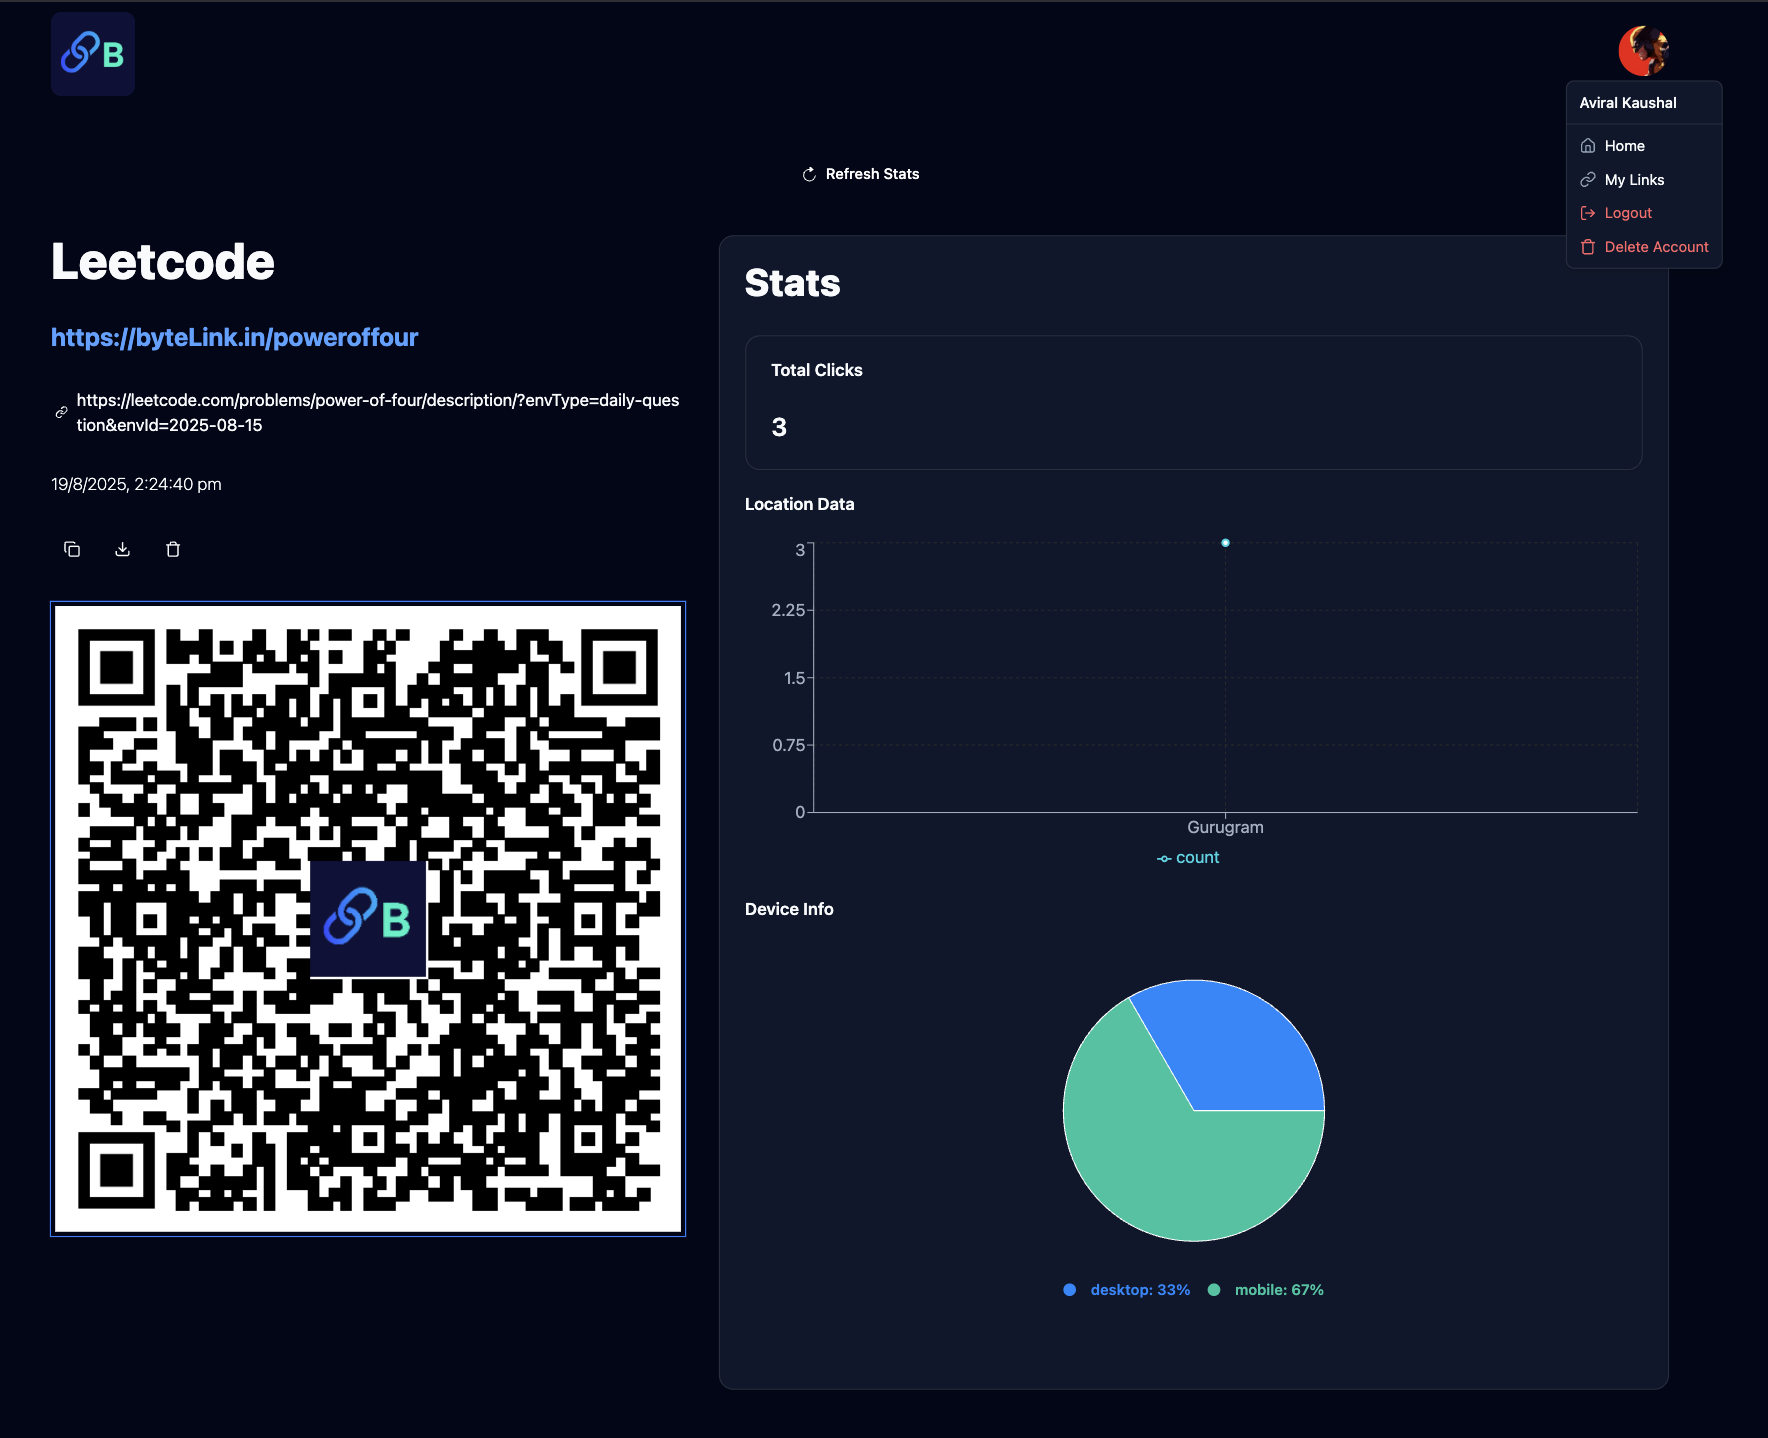 B
Aviral Kaushal
Home
My Links
Logout
Delete Account
Refresh Stats
Leetcode
https://byteLink.in/poweroffour
https://leetcode.com/problems/power-of-four/description/?envType=daily-ques
tion&envId=2025-08-15
19/8/2025, 2:24:40 pm
B
Stats
Total Clicks
3
Location Data
3
2.25
1.5
0.75
0
Gurugram
count
Device Info
desktop: 33%
mobile: 67%